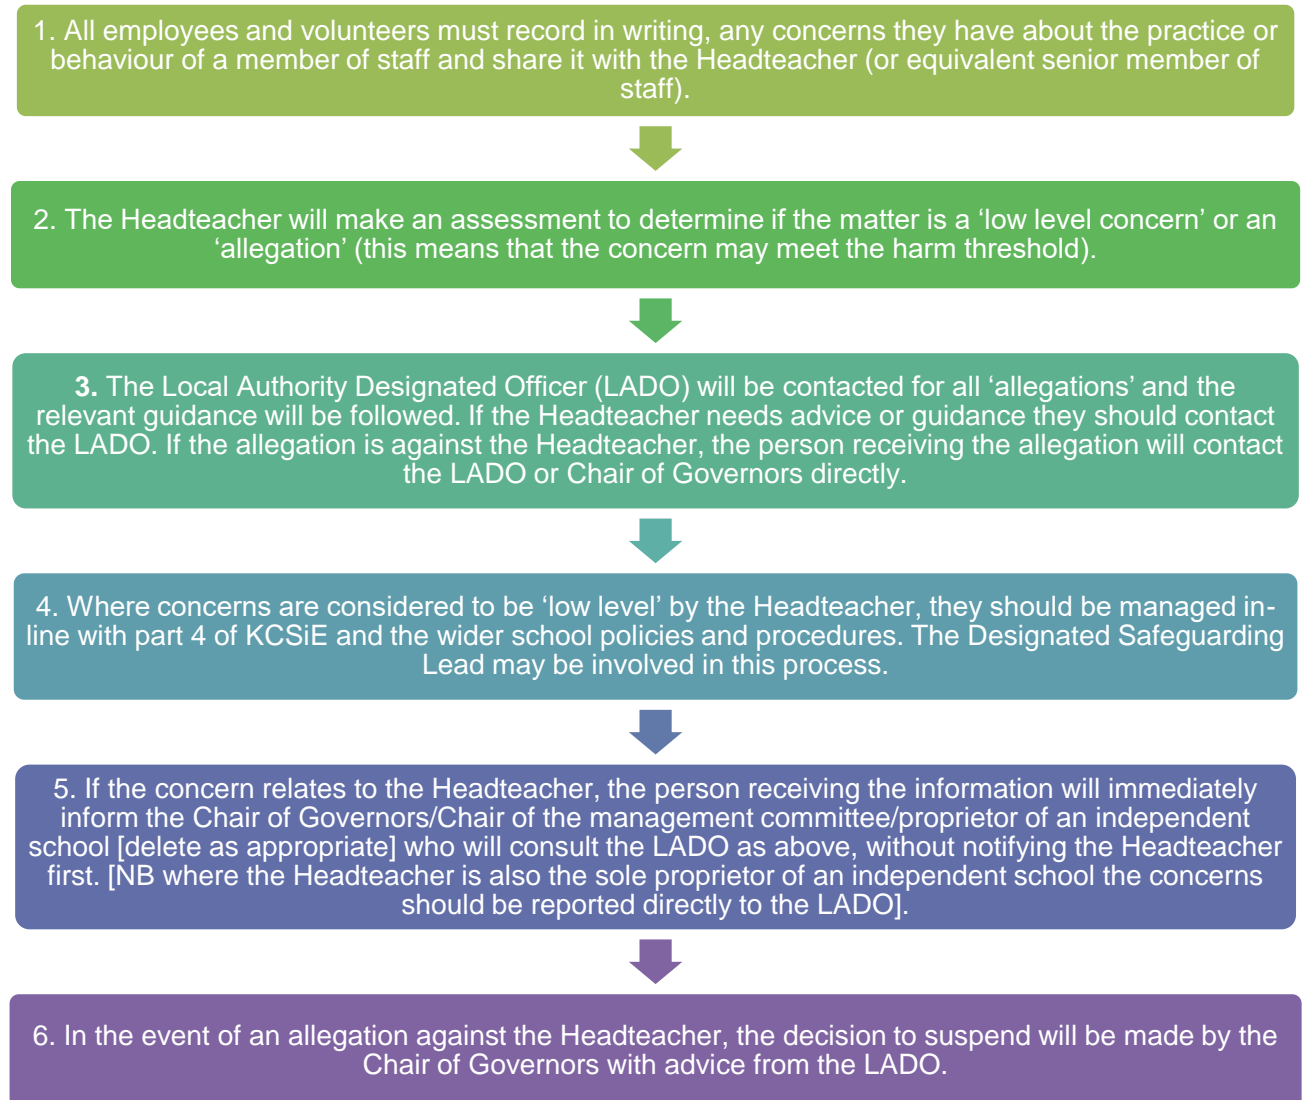 1. All employees and volunteers must record in writing, any concerns they have about the practice or
behaviour of a member of staff and share it with the Headteacher (or equivalent senior member of
staff).
2. The Headteacher will make an assessment to determine if the matter is a ‘low level concern’ or an
‘allegation’ (this means that the concern may meet the harm threshold).
3. The Local Authority Designated Officer (LADO) will be contacted for all ‘allegations’ and the
relevant guidance will be followed. If the Headteacher needs advice or guidance they should contact
the LADO. If the allegation is against the Headteacher, the person receiving the allegation will contact
the LADO or Chair of Governors directly.
4. Where concerns are considered to be ‘low level’ by the Headteacher, they should be managed in-
line with part 4 of KCSiE and the wider school policies and procedures. The Designated Safeguarding
Lead may be involved in this process.
5. If the concern relates to the Headteacher, the person receiving the information will immediately
inform the Chair of Governors/Chair of the management committee/proprietor of an independent
school [delete as appropriate] who will consult the LADO as above, without notifying the Headteacher
first. [NB where the Headteacher is also the sole proprietor of an independent school the concerns
should be reported directly to the LADO].
6. In the event of an allegation against the Headteacher, the decision to suspend will be made by the
Chair of Governors with advice from the LADO.